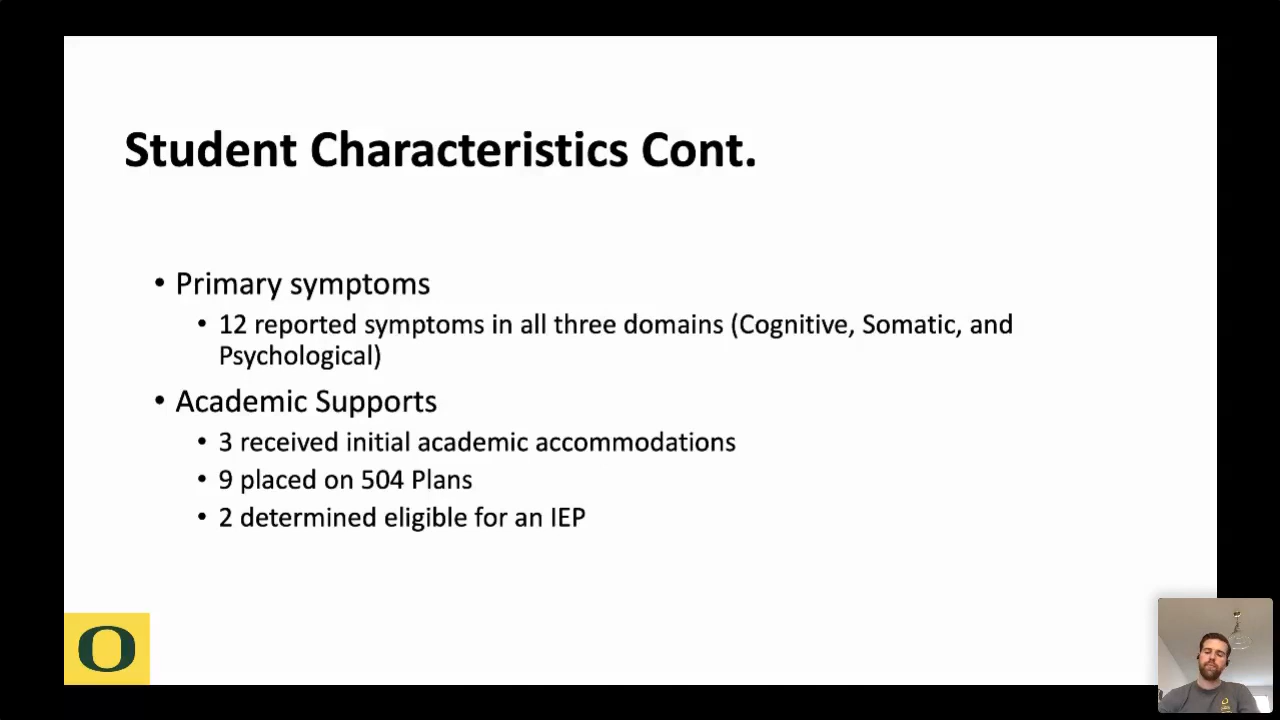 Student Characteristics Cont.
• Primary symptoms
• 12 reported symptoms in all three domains (Cognitive, Somatic, and
Psychological)
• Academic Supports
• 3 received initial academic accommodations
• 9 placed on 504 Plans
• 2 determined eligible for an IEP
O